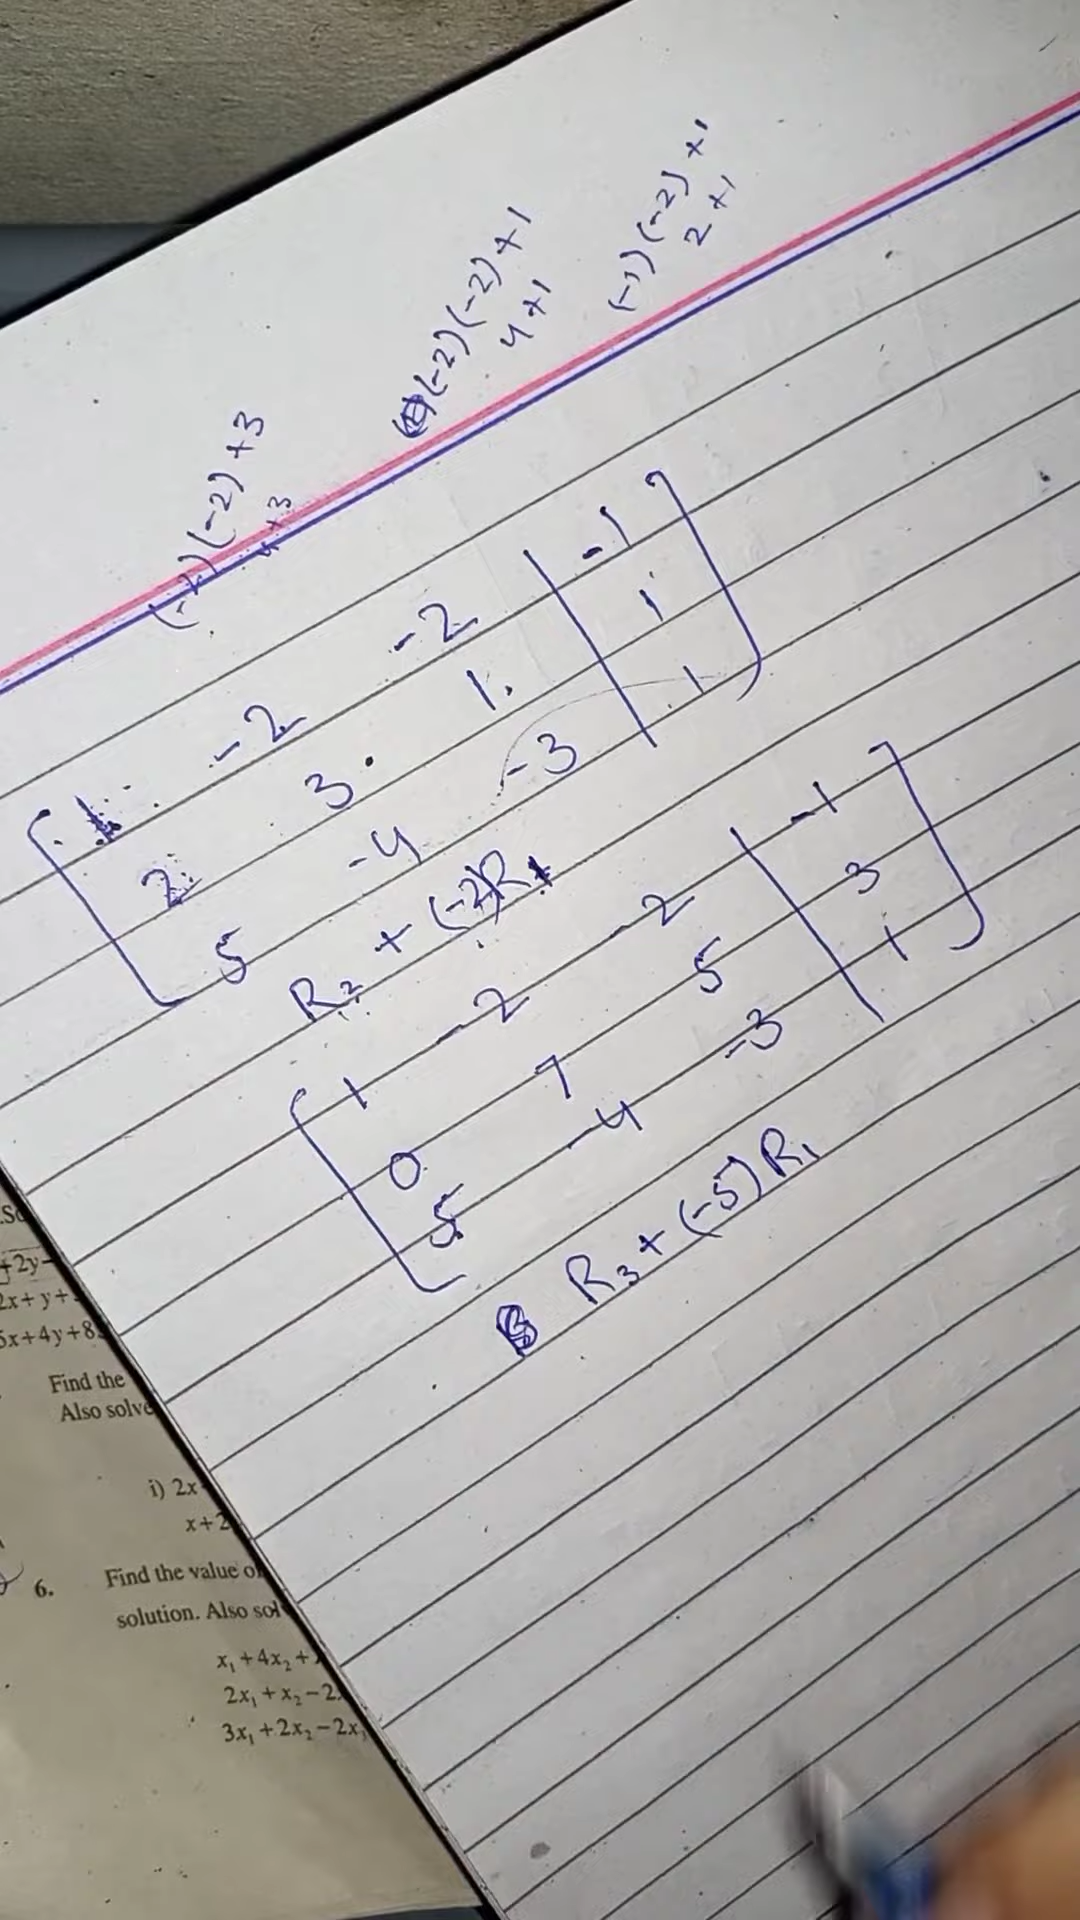 (-2)(-2)+3
4+3
(-2)(-2)+1
4+1
(-1)(-2)+1
2+1
1 -2 -2 | -1
2 3 1 | 1
5 -4 -3 | 1
R₂ + (-2)R₁
1 -2 -2 | -1
0 7 5 | 3
5 -4 -3 | 1
R₃ + (-5)R₁
+2y-
2x+y+
5x+4y+8
Find the
Also solve
i) 2x
x+2
6. Find the value of
solution. Also sol
x₁+4x₂+
2x₁+x₂-2
3x₁+2x₂-2x